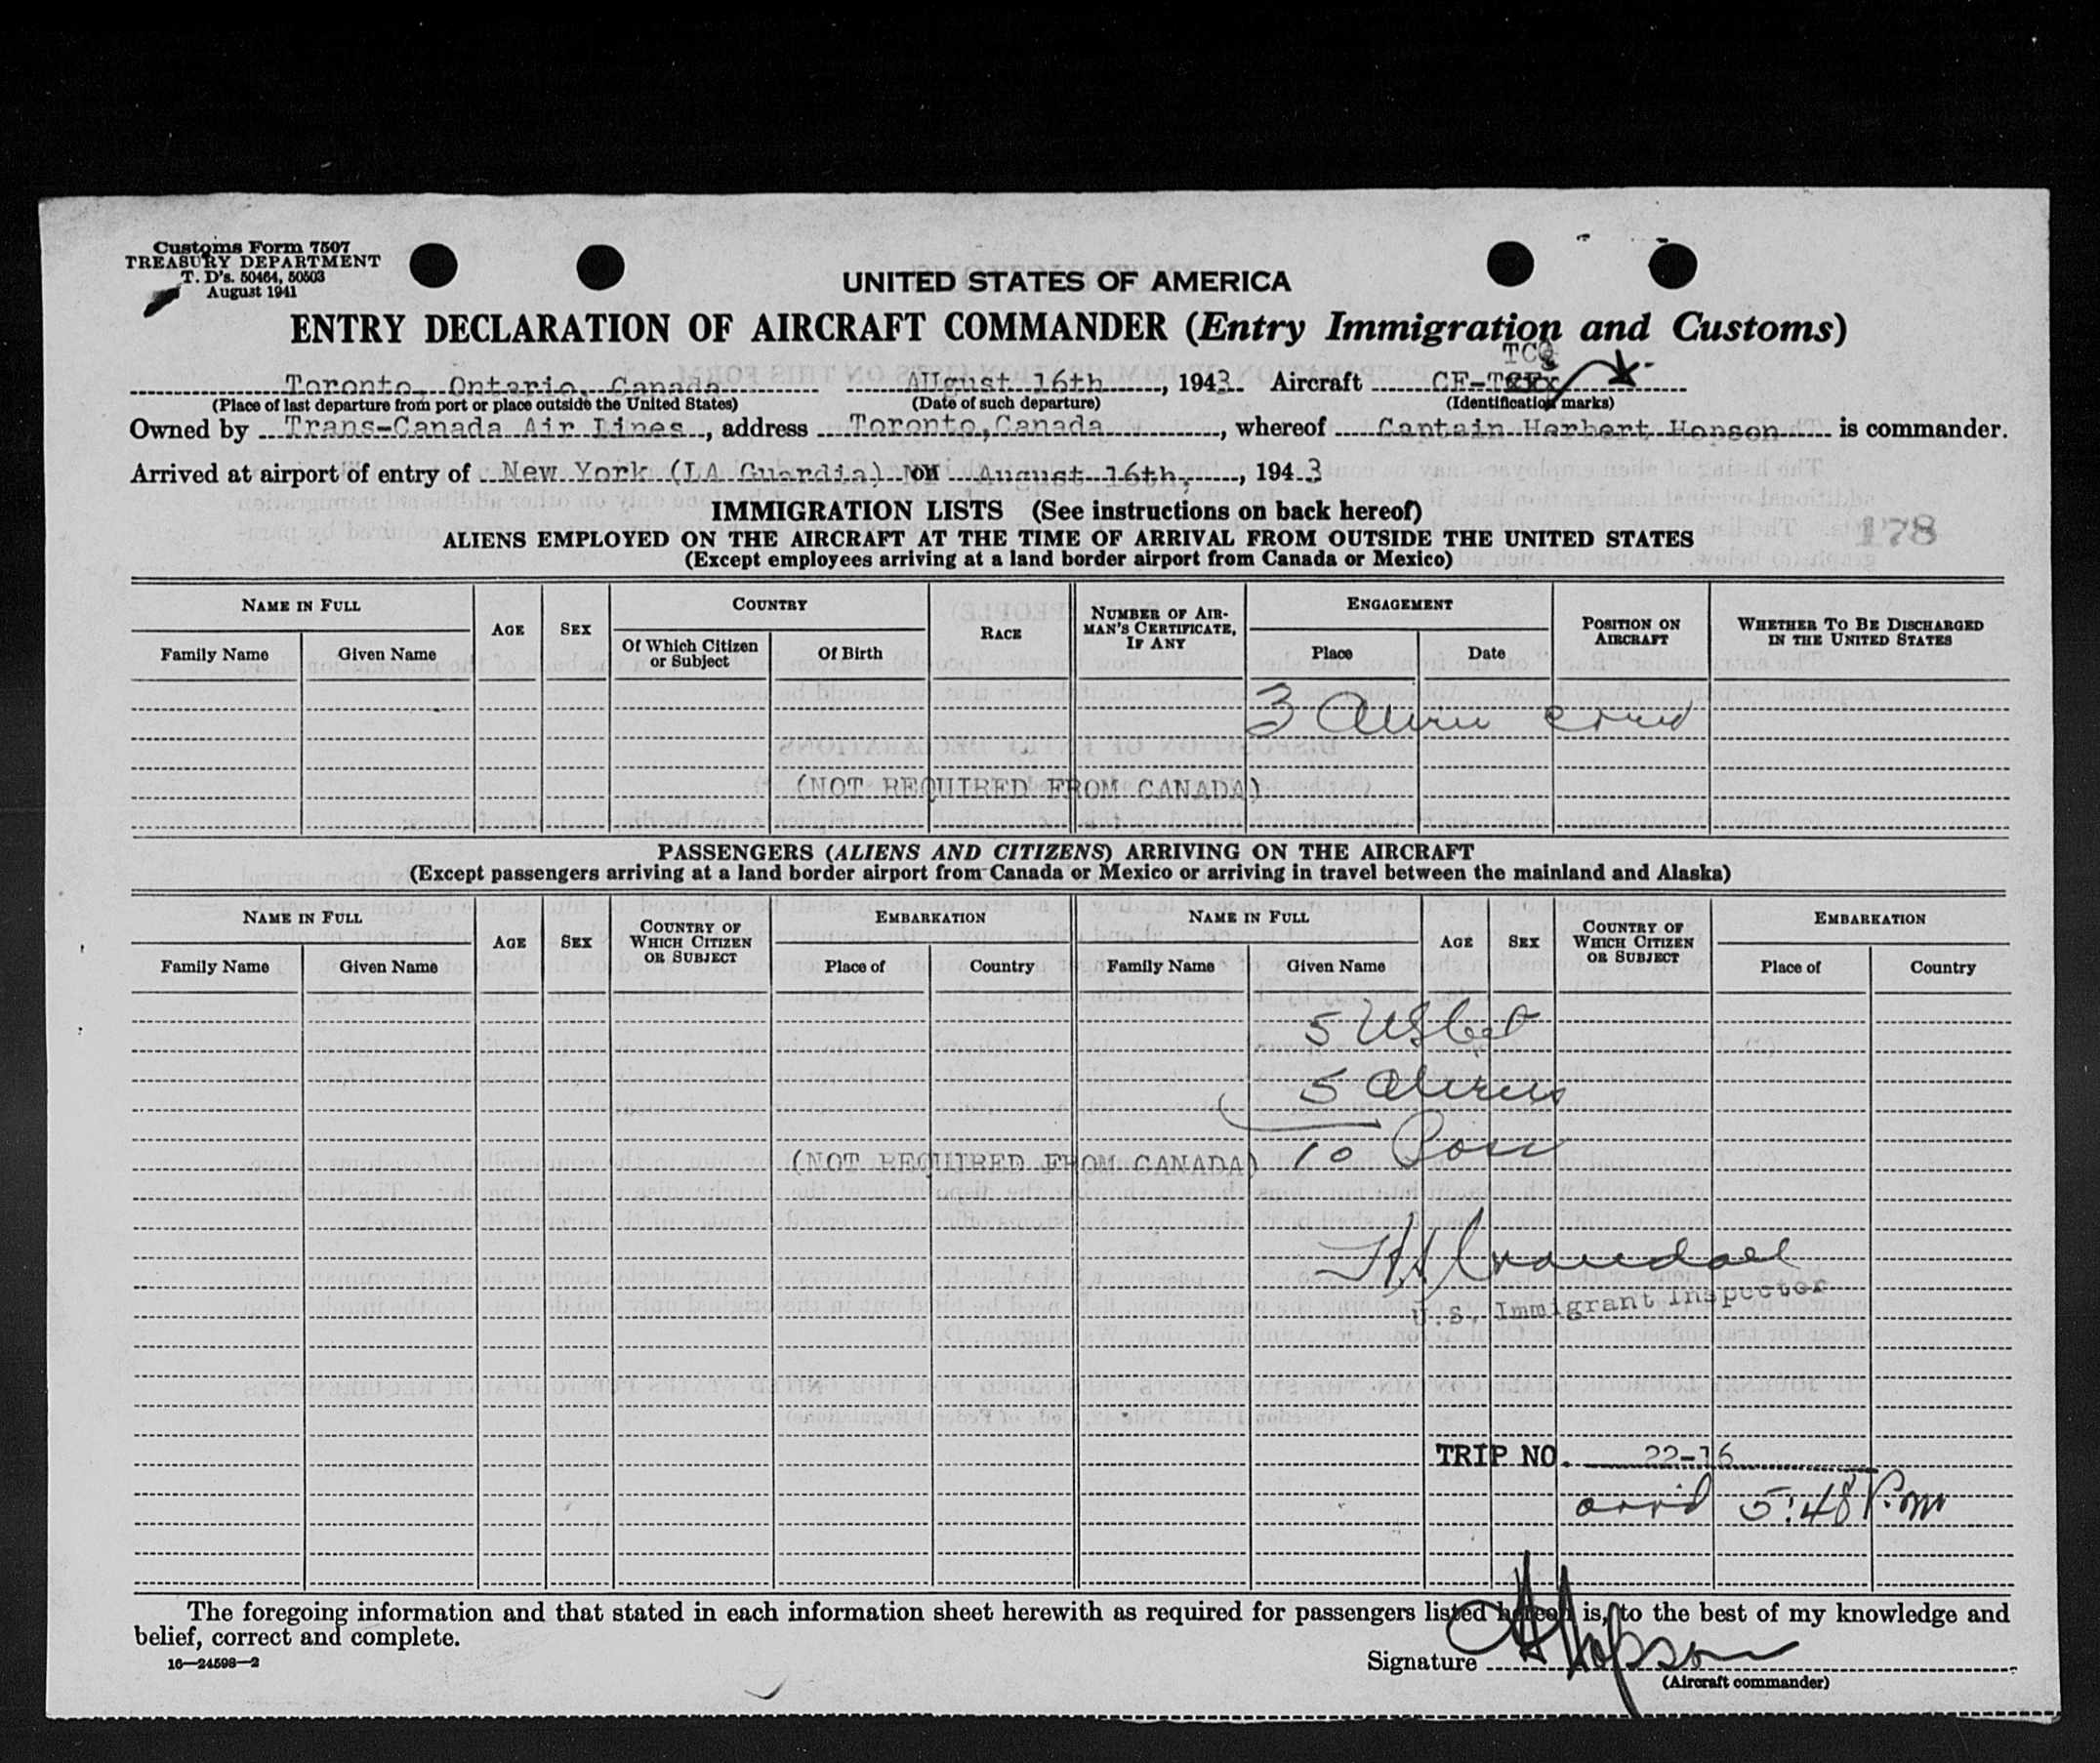 Customs Form 7507
TREASURY DEPARTMENT
T. D's. 50464, 50503
August 1941
UNITED STATES OF AMERICA
ENTRY DECLARATION OF AIRCRAFT COMMANDER (Entry Immigration and Customs)
Toronto, Ontario, Canada August 16th, 1943 Aircraft CF-
(Place of last departure from port or place outside the United States) (Date of such departure) (Identification marks)
Owned by Trans-Canada Air Lines, address Toronto,Canada, whereof Captain Herbert Hopson is commander.
Arrived at airport of entry of New York (LA Guardia) NY on August 16th, 1943
IMMIGRATION LISTS (See instructions on back hereof)
178
ALIENS EMPLOYED ON THE AIRCRAFT AT THE TIME OF ARRIVAL FROM OUTSIDE THE UNITED STATES
(Except employees arriving at a land border airport from Canada or Mexico)
NAME IN FULL AGE SEX COUNTRY RACE NUMBER OF AIRMAN'S CERTIFICATE, IF ANY ENGAGEMENT POSITION ON AIRCRAFT WHETHER TO BE DISCHARGED IN THE UNITED STATES
Family Name Given Name Of Which Citizen or Subject Of Birth Place Date
3 Alien crew
(NOT REQUIRED FROM CANADA)
PASSENGERS (ALIENS AND CITIZENS) ARRIVING ON THE AIRCRAFT
(Except passengers arriving at a land border airport from Canada or Mexico or arriving in travel between the mainland and Alaska)
NAME IN FULL AGE SEX COUNTRY OF WHICH CITIZEN OR SUBJECT EMBARKATION NAME IN FULL AGE SEX COUNTRY OF WHICH CITIZEN OR SUBJECT EMBARKATION
Family Name Given Name Place of Country Family Name Given Name Place of Country
5
5 Aliens
(NOT REQUIRED FROM CANADA) 10 Pass
Crandall
U.S. Immigrant Inspector
TRIP NO. 22-16
arrid 5:48 P.m
The foregoing information and that stated in each information sheet herewith as required for passengers listed hereon is, to the best of my knowledge and
belief, correct and complete.
16—24598—2
Signature Hopson
(Aircraft commander)